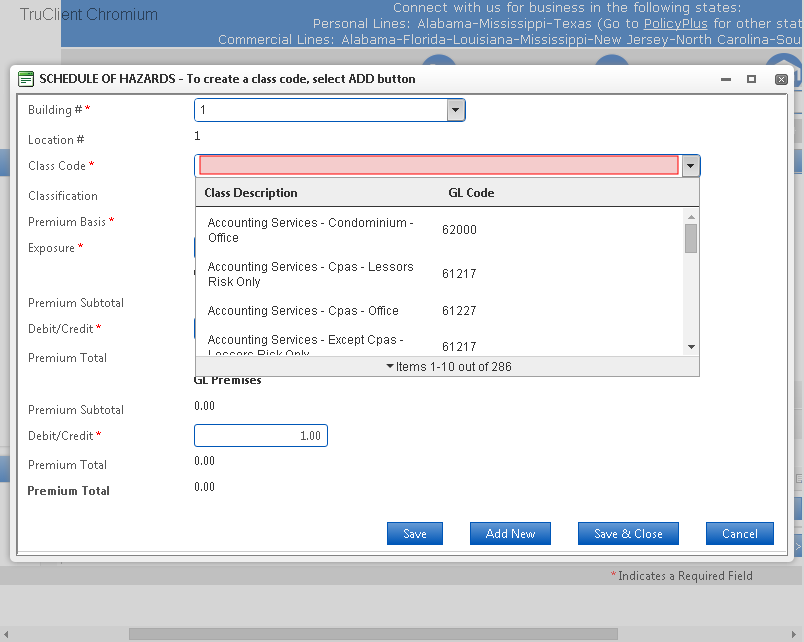 TruClient Chromium
Connect with us for business in the following states:
Personal Lines: Alabama-Mississippi-Texas (Go to PolicyPlus for other stat
Commercial Lines: Alabama-Florida-Louisiana-Mississippi-New Jersey-North Carolina-Sou
SCHEDULE OF HAZARDS - To create a class code, select ADD button
Building # * 1
Location # 1
Class Code *
Classification
Class Description GL Code
Premium Basis *
Accounting Services - Condominium - Office 62000
Exposure *
Accounting Services - Cpas - Lessors Risk Only 61217
Premium Subtotal
Accounting Services - Cpas - Office 61227
Debit/Credit *
Accounting Services - Except Cpas - Lessors Risk Only 61217
Premium Total
Items 1-10 out of 286
GL Premises
Premium Subtotal 0.00
Debit/Credit * 1.00
Premium Total 0.00
Premium Total 0.00
Save Add New Save & Close Cancel
* Indicates a Required Field